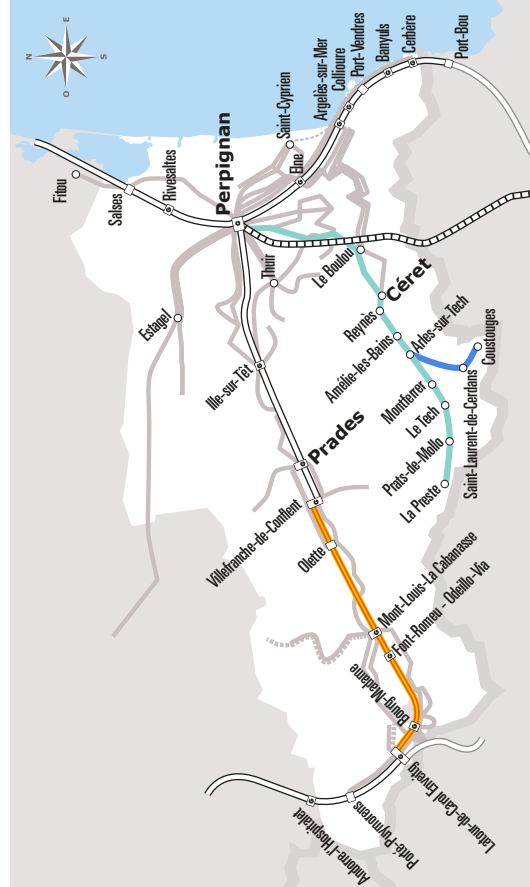 E
N
S
O
Port-Bou
Cerbère
Banyuls
Port-Vendres
Collioure
Argelès-sur-Mer
Saint-Cyprien
Elne
Perpignan
Rivesaltes
Salses
Fitou
Estagel
Thuir
Le Boulou
Céret
Reynès
Amélie-les-Bains
Arles-sur-Tech
Coustouges
Saint-Laurent-de-Cerdans
Montferrer
Le Tech
Prats-de-Mollo
La Preste
Ille-sur-Têt
Prades
Villefranche-de-Conflent
Olette
Mont-Louis-La Cabanasse
Font-Romeu - Odeillo-Via
Bourg-Madame
Latour-de-Carol Enveitg
Porté-Puymorens
Andorre-l'Hospitalet